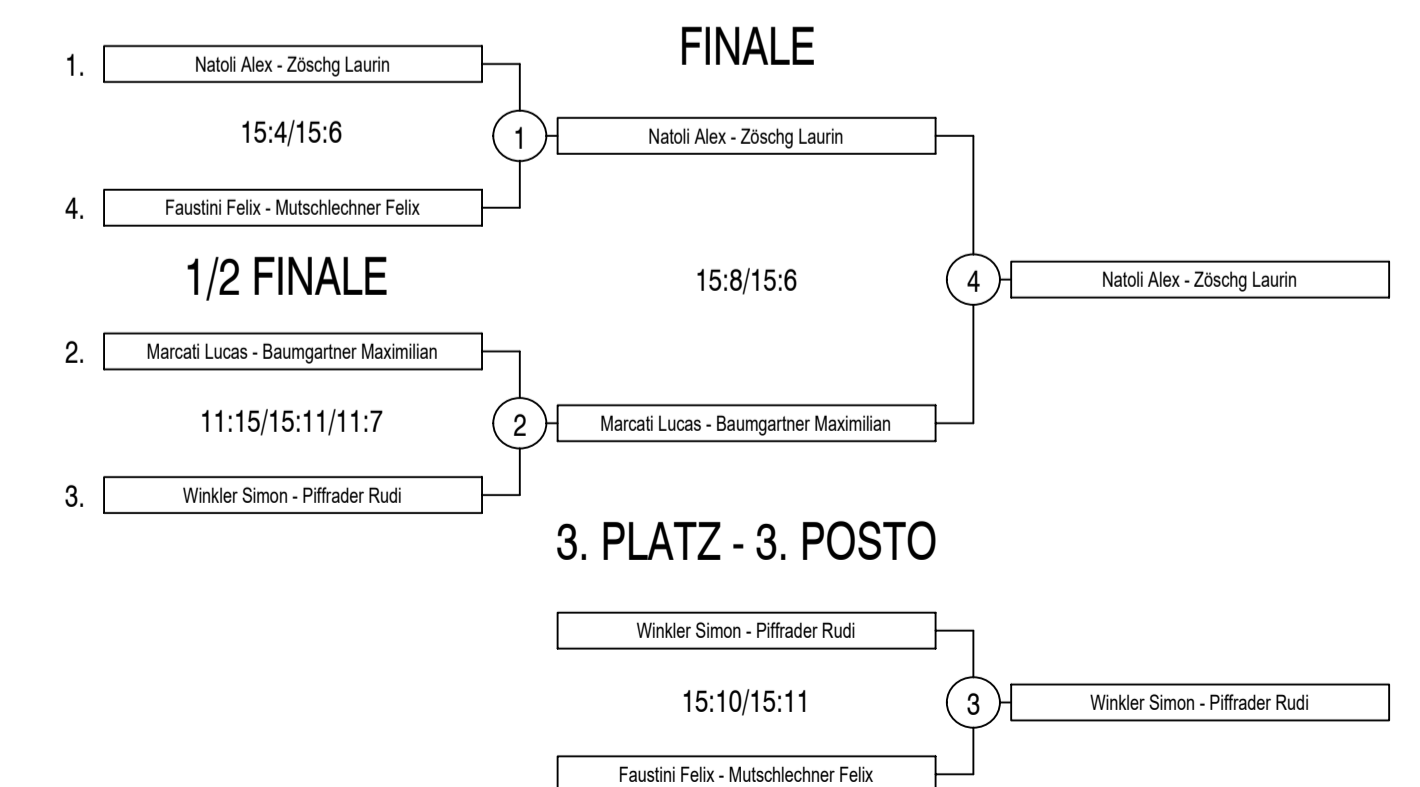 FINALE
1. Natoli Alex - Zöschg Laurin
15:4/15:6
1
Natoli Alex - Zöschg Laurin
4. Faustini Felix - Mutschlechner Felix
1/2 FINALE
15:8/15:6
4
Natoli Alex - Zöschg Laurin
2. Marcati Lucas - Baumgartner Maximilian
11:15/15:11/11:7
2
Marcati Lucas - Baumgartner Maximilian
3. Winkler Simon - Piffrader Rudi
3. PLATZ - 3. POSTO
Winkler Simon - Piffrader Rudi
15:10/15:11
3
Winkler Simon - Piffrader Rudi
Faustini Felix - Mutschlechner Felix